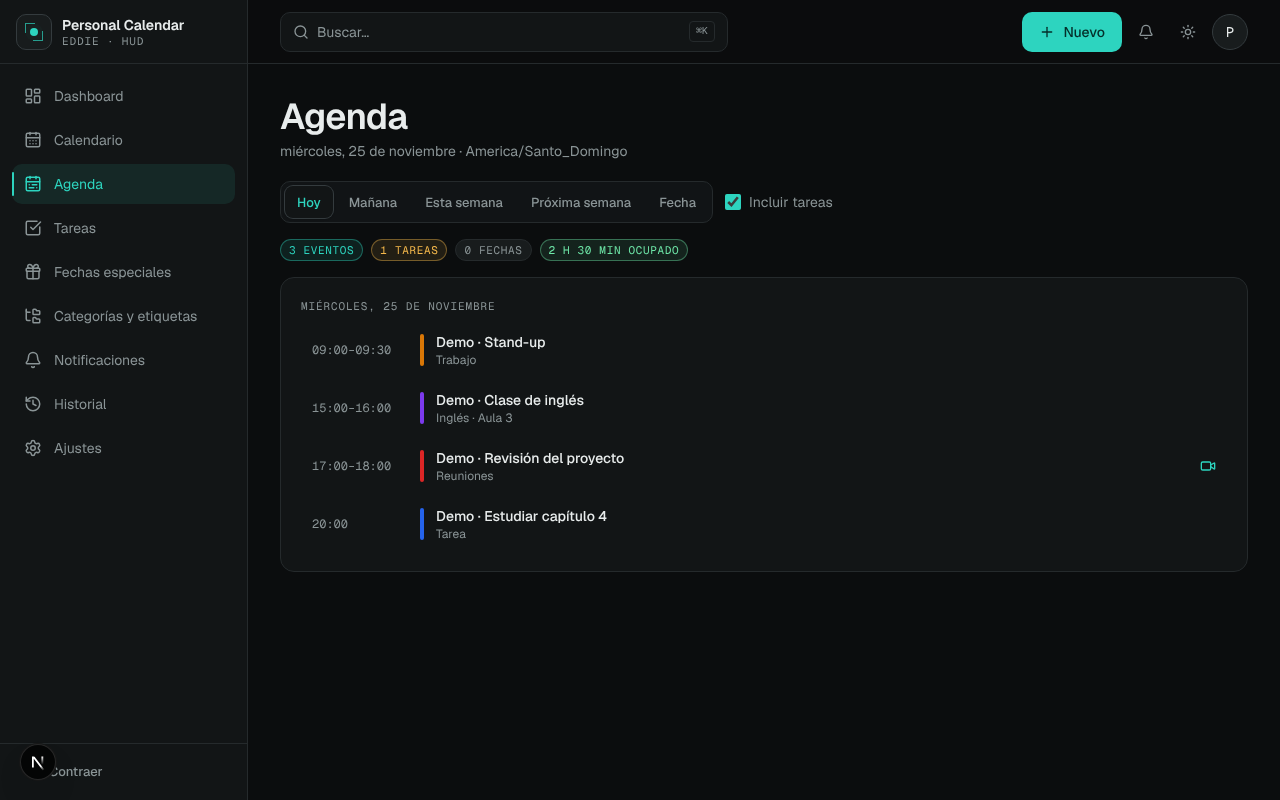 Personal Calendar
EDDIE · HUD
Buscar...
⌘K
+ Nuevo
P
Dashboard
Calendario
Agenda
Tareas
Fechas especiales
Categorías y etiquetas
Notificaciones
Historial
Ajustes
N
Contraer
Agenda
miércoles, 25 de noviembre · America/Santo_Domingo
Hoy
Mañana
Esta semana
Próxima semana
Fecha
Incluir tareas
3 EVENTOS
1 TAREAS
0 FECHAS
2 H 30 MIN OCUPADO
MIÉRCOLES, 25 DE NOVIEMBRE
09:00–09:30
Demo · Stand-up
Trabajo
15:00–16:00
Demo · Clase de inglés
Inglés · Aula 3
17:00–18:00
Demo · Revisión del proyecto
Reuniones
20:00
Demo · Estudiar capítulo 4
Tarea